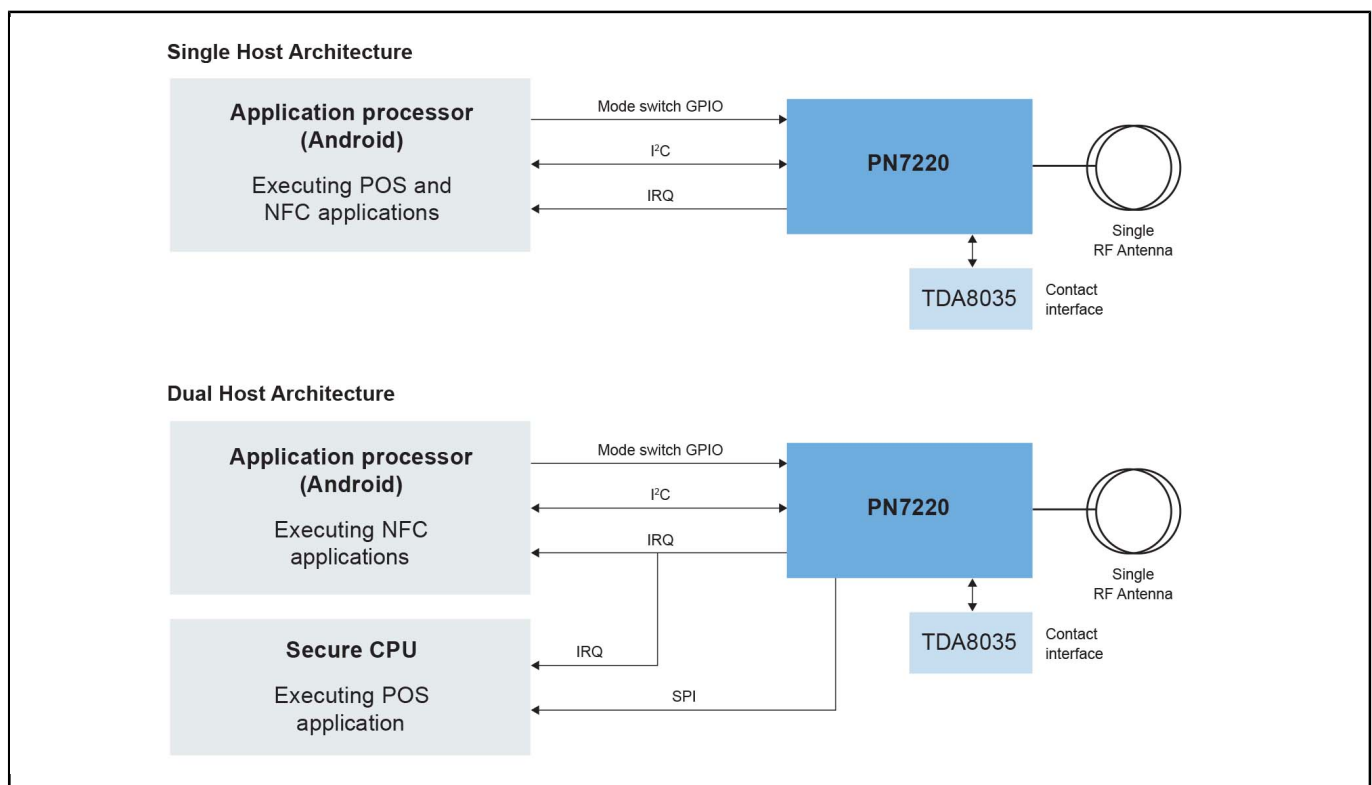 Single Host Architecture
Application processor
(Android)
Executing POS and
NFC applications
Mode switch GPIO
I²C
IRQ
PN7220
Single
RF Antenna
TDA8035
Contact
interface
Dual Host Architecture
Application processor
(Android)
Executing NFC
applications
Mode switch GPIO
I²C
IRQ
PN7220
Single
RF Antenna
TDA8035
Contact
interface
Secure CPU
Executing POS
application
IRQ
SPI